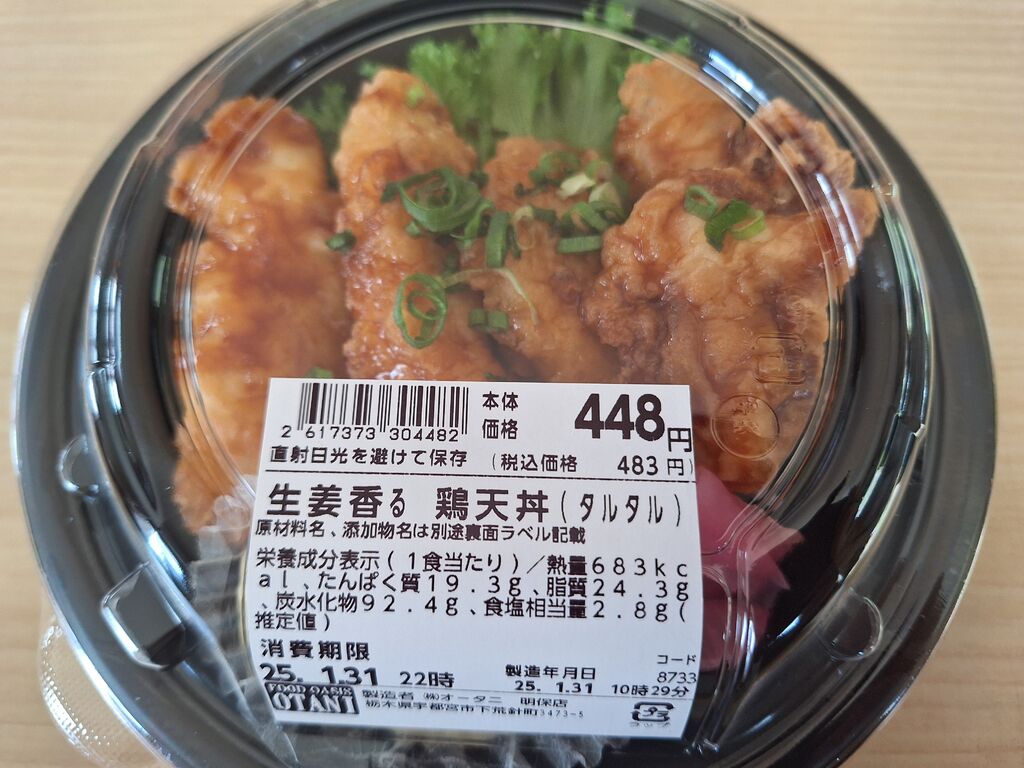 2 617373 304482
本体
価格
448円
直射日光を避けて保存 (税込価格 483円)
生姜香る 鶏天丼(タルタル)
原材料名、添加物名は別途裏面ラベル記載
栄養成分表示(1食当たり)/熱量683kc
al、たんぱく質19.3g、脂質24.3g
、炭水化物92.4g、食塩相当量2.8g(
推定値)
消費期限
25. 1.31 22時
製造年月日
25. 1.31 10時29分
コード
8733
FOOD OASIS
OTANI
製造者 ㈱オータニ 明保店
栃木県宇都宮市下荒針町3473-5
プラ
ラップ